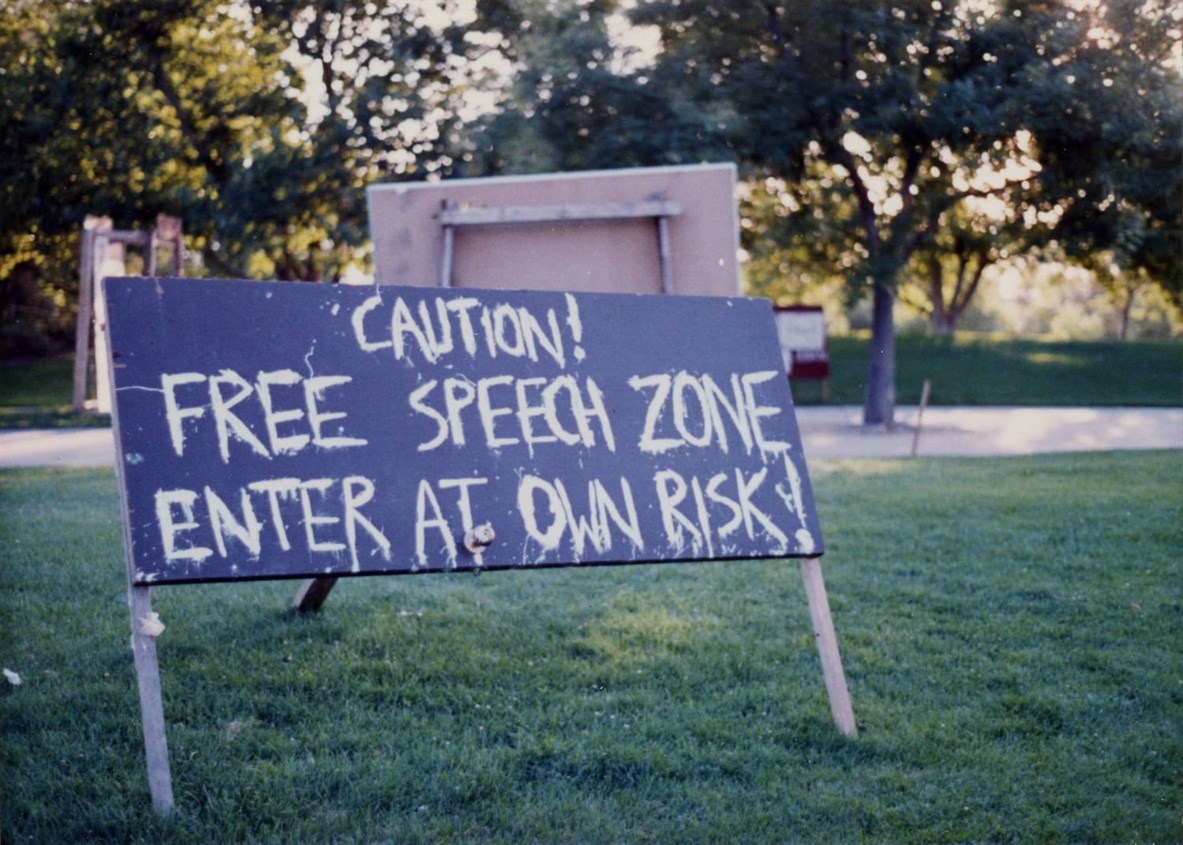 CAUTION!
FREE SPEECH ZONE
ENTER AT OWN RISK!